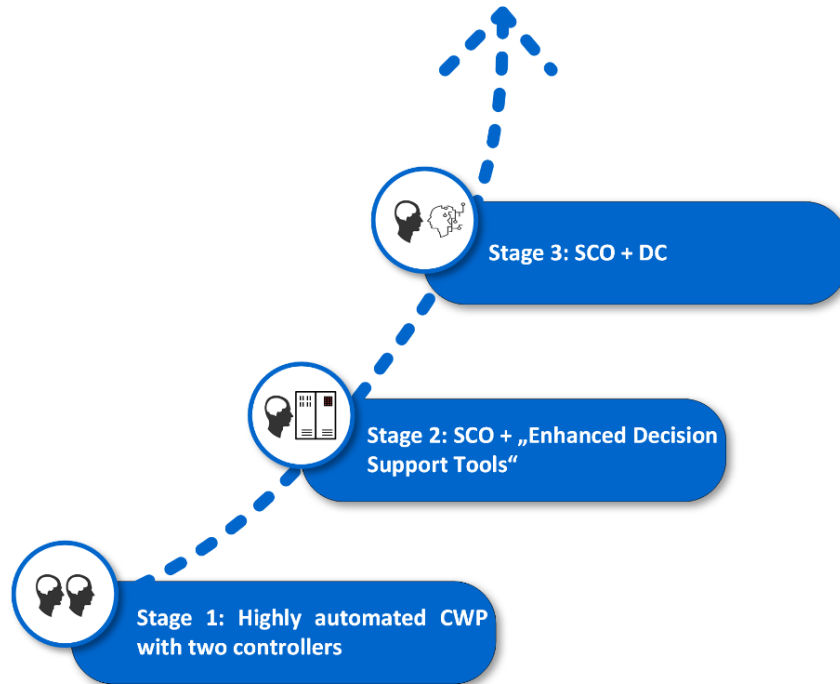 Stage 3: SCO + DC
Stage 2: SCO + „Enhanced Decision
Support Tools“
Stage 1: Highly automated CWP
with two controllers